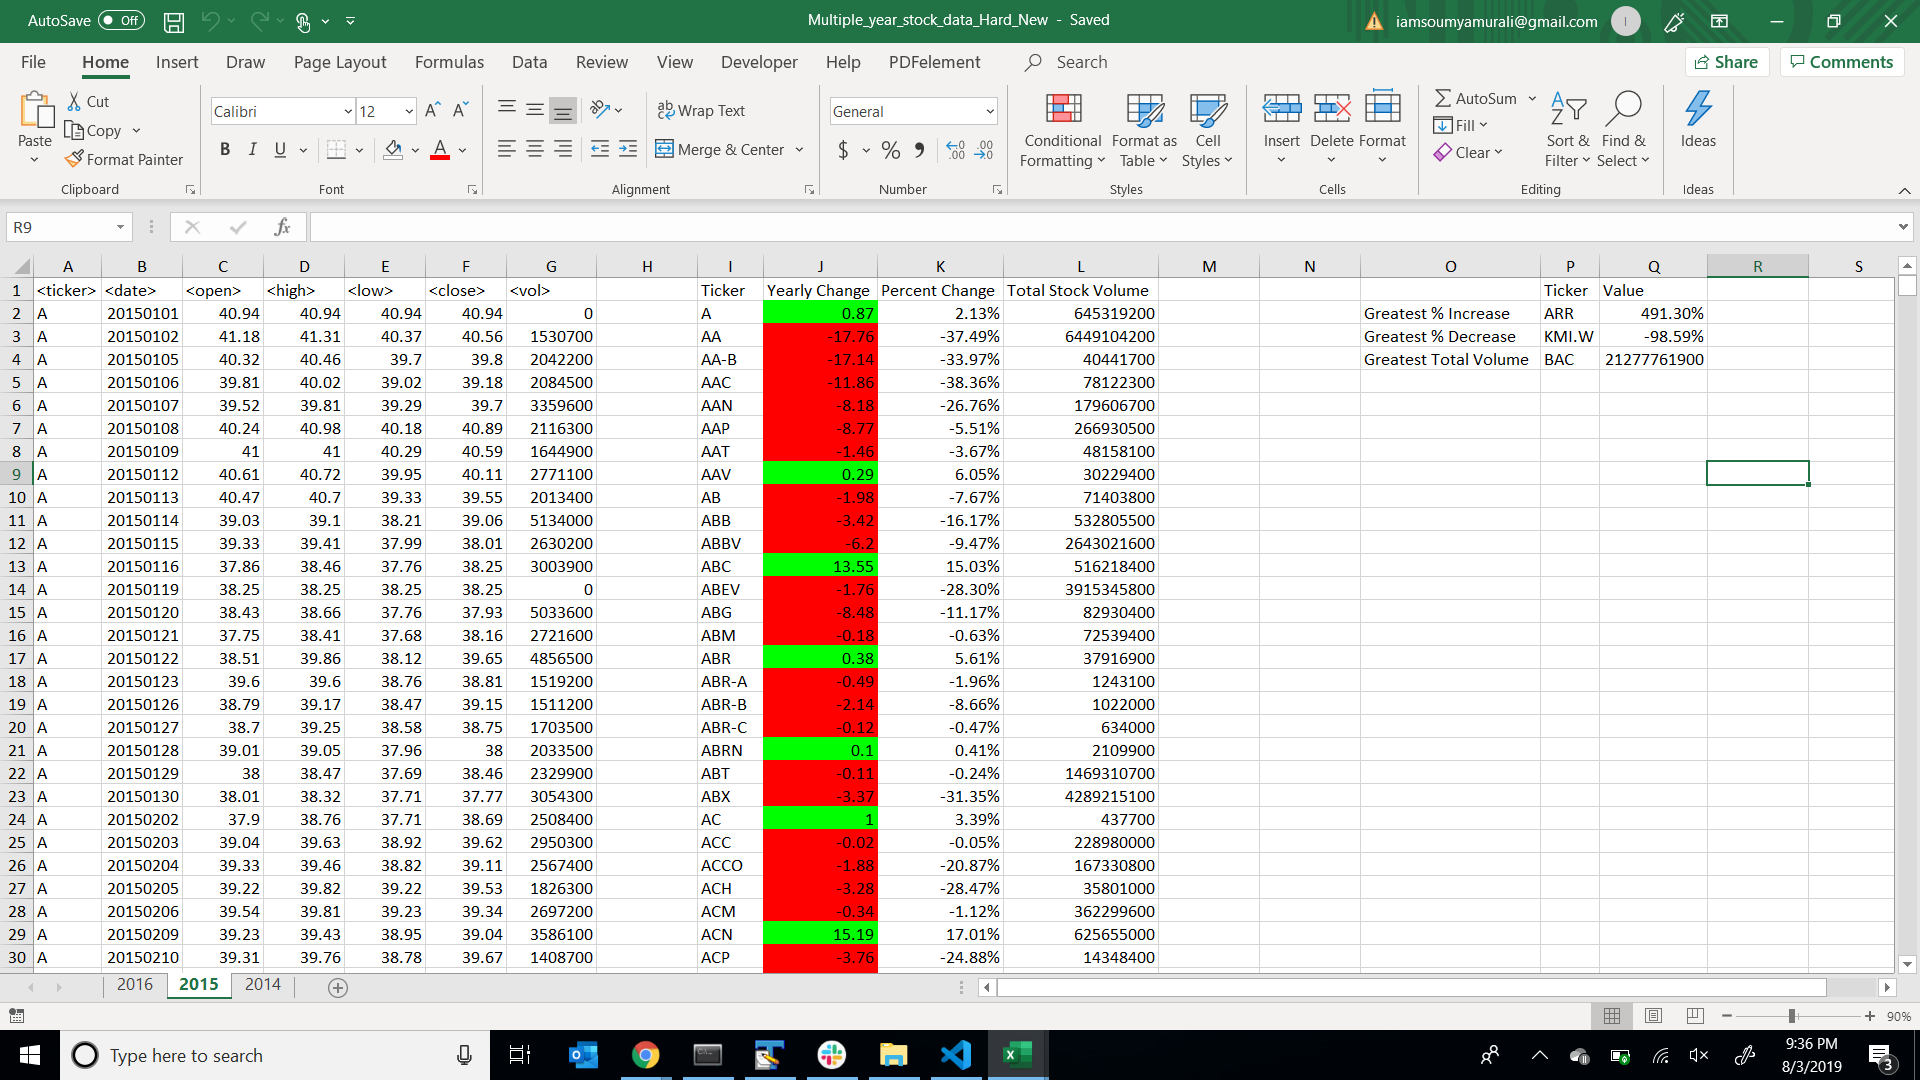 AutoSave Off Multiple_year_stock_data_Hard_New - Saved iamsoumyamurali@gmail.com I
File Home Insert Draw Page Layout Formulas Data Review View Developer Help PDFelement Search Share Comments
Paste Cut Copy Format Painter
Calibri 12
B I U A
Wrap Text
Merge & Center
General
$ % 9
Conditional Formatting Format as Table Cell Styles
Insert Delete Format
AutoSum Fill Clear
Sort & Filter Find & Select
Ideas
Clipboard Font Alignment Number Styles Cells Editing Ideas
R9 fx
A B C D E F G H I J K L M N O P Q R S
1 <ticker> <date> <open> <high> <low> <close> <vol> Ticker Yearly Change Percent Change Total Stock Volume Ticker Value
2 A 20150101 40.94 40.94 40.94 40.94 0 A 0.87 2.13% 645319200 Greatest % Increase ARR 491.30%
3 A 20150102 41.18 41.31 40.37 40.56 1530700 AA -17.76 -37.49% 6449104200 Greatest % Decrease KMI.W -98.59%
4 A 20150105 40.32 40.46 39.7 39.8 2042200 AA-B -17.14 -33.97% 40441700 Greatest Total Volume BAC 21277761900
5 A 20150106 39.81 40.02 39.02 39.18 2084500 AAC -11.86 -38.36% 78122300
6 A 20150107 39.52 39.81 39.29 39.7 3359600 AAN -8.18 -26.76% 179606700
7 A 20150108 40.24 40.98 40.18 40.89 2116300 AAP -8.77 -5.51% 266930500
8 A 20150109 41 41 40.29 40.59 1644900 AAT -1.46 -3.67% 48158100
9 A 20150112 40.61 40.72 39.95 40.11 2771100 AAV 0.29 6.05% 30229400
10 A 20150113 40.47 40.7 39.33 39.55 2013400 AB -1.98 -7.67% 71403800
11 A 20150114 39.03 39.1 38.21 39.06 5134000 ABB -3.42 -16.17% 532805500
12 A 20150115 39.33 39.41 37.99 38.01 2630200 ABBV -6.2 -9.47% 2643021600
13 A 20150116 37.86 38.46 37.76 38.25 3003900 ABC 13.55 15.03% 516218400
14 A 20150119 38.25 38.25 38.25 38.25 0 ABEV -1.76 -28.30% 3915345800
15 A 20150120 38.43 38.66 37.76 37.93 5033600 ABG -8.48 -11.17% 82930400
16 A 20150121 37.75 38.41 37.68 38.16 2721600 ABM -0.18 -0.63% 72539400
17 A 20150122 38.51 39.86 38.12 39.65 4856500 ABR 0.38 5.61% 37916900
18 A 20150123 39.6 39.6 38.76 38.81 1519200 ABR-A -0.49 -1.96% 1243100
19 A 20150126 38.79 39.17 38.47 39.15 1511200 ABR-B -2.14 -8.66% 1022000
20 A 20150127 38.7 39.25 38.58 38.75 1703500 ABR-C -0.12 -0.47% 634000
21 A 20150128 39.01 39.05 37.96 38 2033500 ABRN 0.1 0.41% 2109900
22 A 20150129 38 38.47 37.69 38.46 2329900 ABT -0.11 -0.24% 1469310700
23 A 20150130 38.01 38.32 37.71 37.77 3054300 ABX -3.37 -31.35% 4289215100
24 A 20150202 37.9 38.76 37.71 38.69 2508400 AC 1 3.39% 437700
25 A 20150203 39.04 39.63 38.92 39.62 2950300 ACC -0.02 -0.05% 228980000
26 A 20150204 39.33 39.46 38.82 39.11 2567400 ACCO -1.88 -20.87% 167330800
27 A 20150205 39.22 39.82 39.22 39.53 1826300 ACH -3.28 -28.47% 35801000
28 A 20150206 39.54 39.81 39.23 39.34 2697200 ACM -0.34 -1.12% 362299600
29 A 20150209 39.23 39.43 38.95 39.04 3586100 ACN 15.19 17.01% 625655000
30 A 20150210 39.31 39.76 38.78 39.67 1408700 ACP -3.76 -24.88% 14348400
2016 2015 2014
90%
Type here to search
9:36 PM
8/3/2019
3